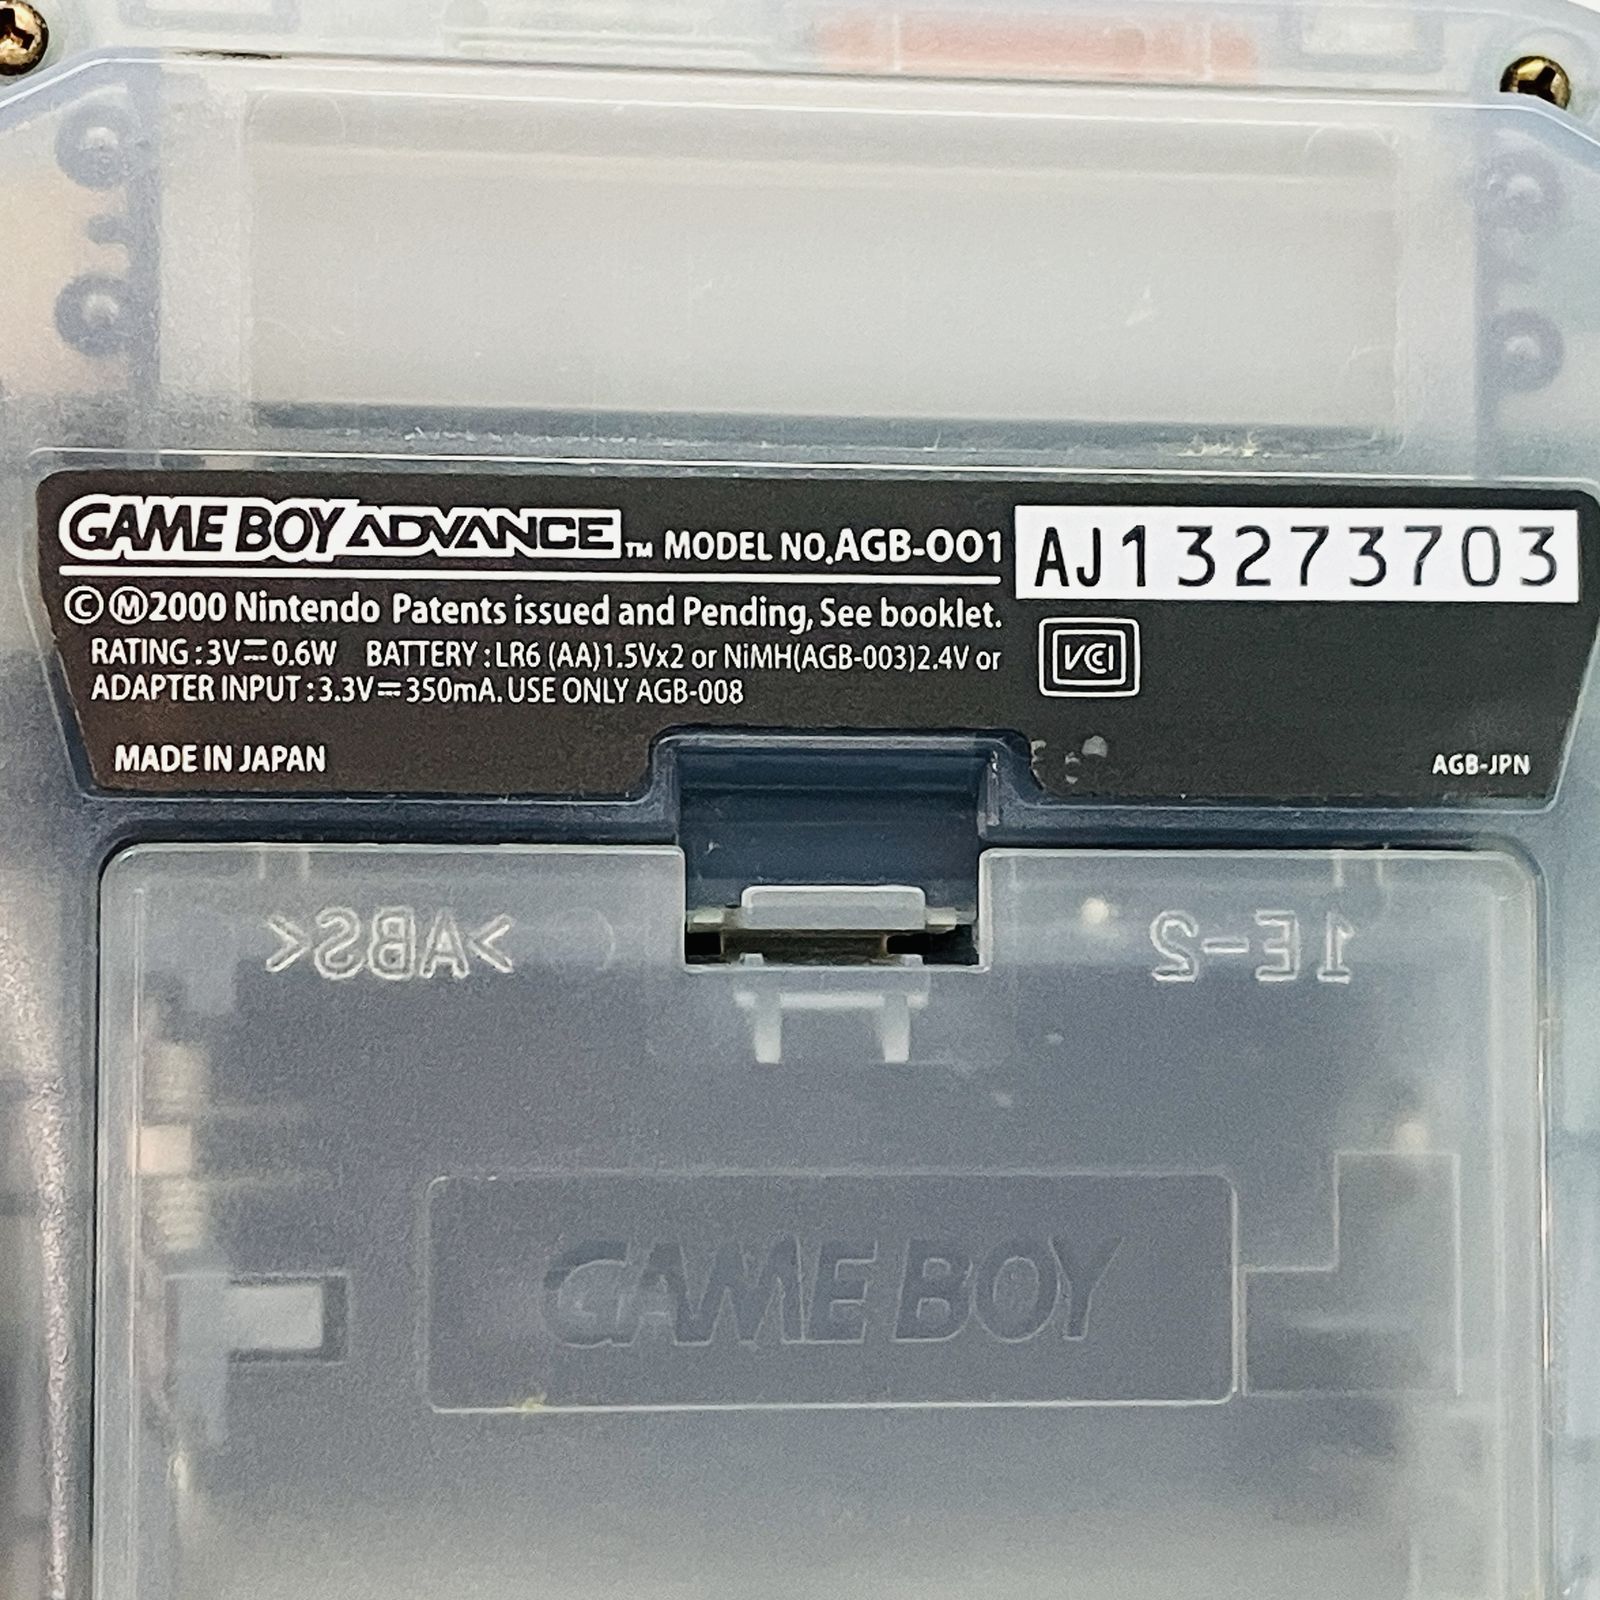 GAME BOY ADVANCE™ MODEL NO.AGB-001
AJ13273703
©Ⓜ2000 Nintendo Patents issued and Pending, See booklet.
RATING : 3V⎓0.6W BATTERY : LR6 (AA)1.5Vx2 or NiMH(AGB-003)2.4V or
ADAPTER INPUT : 3.3V⎓350mA. USE ONLY AGB-008
VCI
MADE IN JAPAN
AGB-JPN
>ABS<
1E-2
GAME BOY